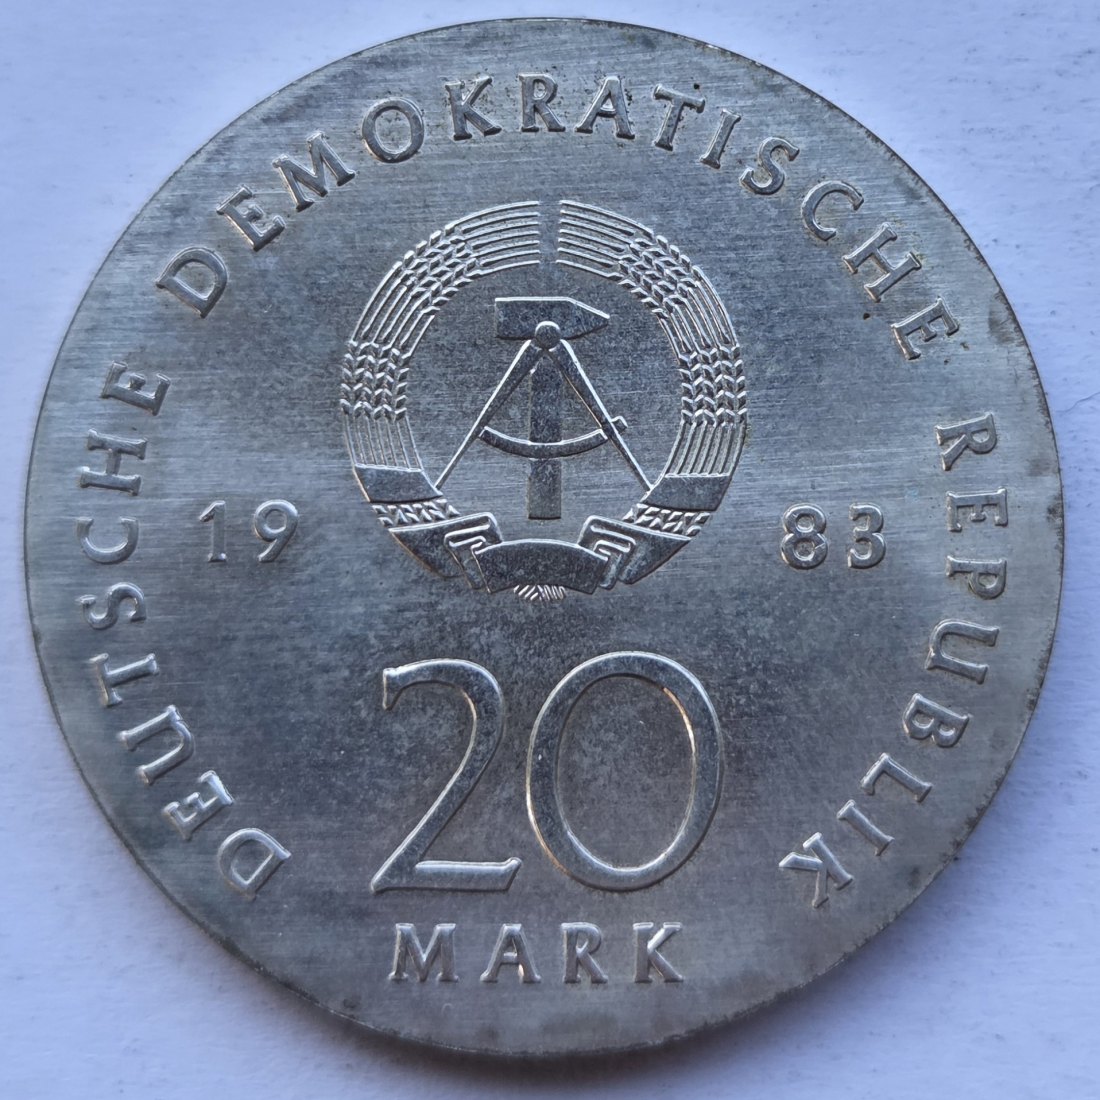 DEUTSCHE DEMOKRATISCHE REPUBLIK
19 83
20
MARK